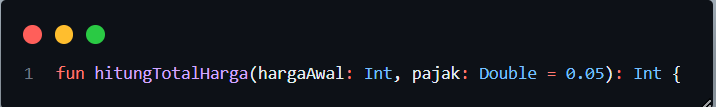 1 fun hitungTotalHarga(hargaAwal: Int, pajak: Double = 0.05): Int {